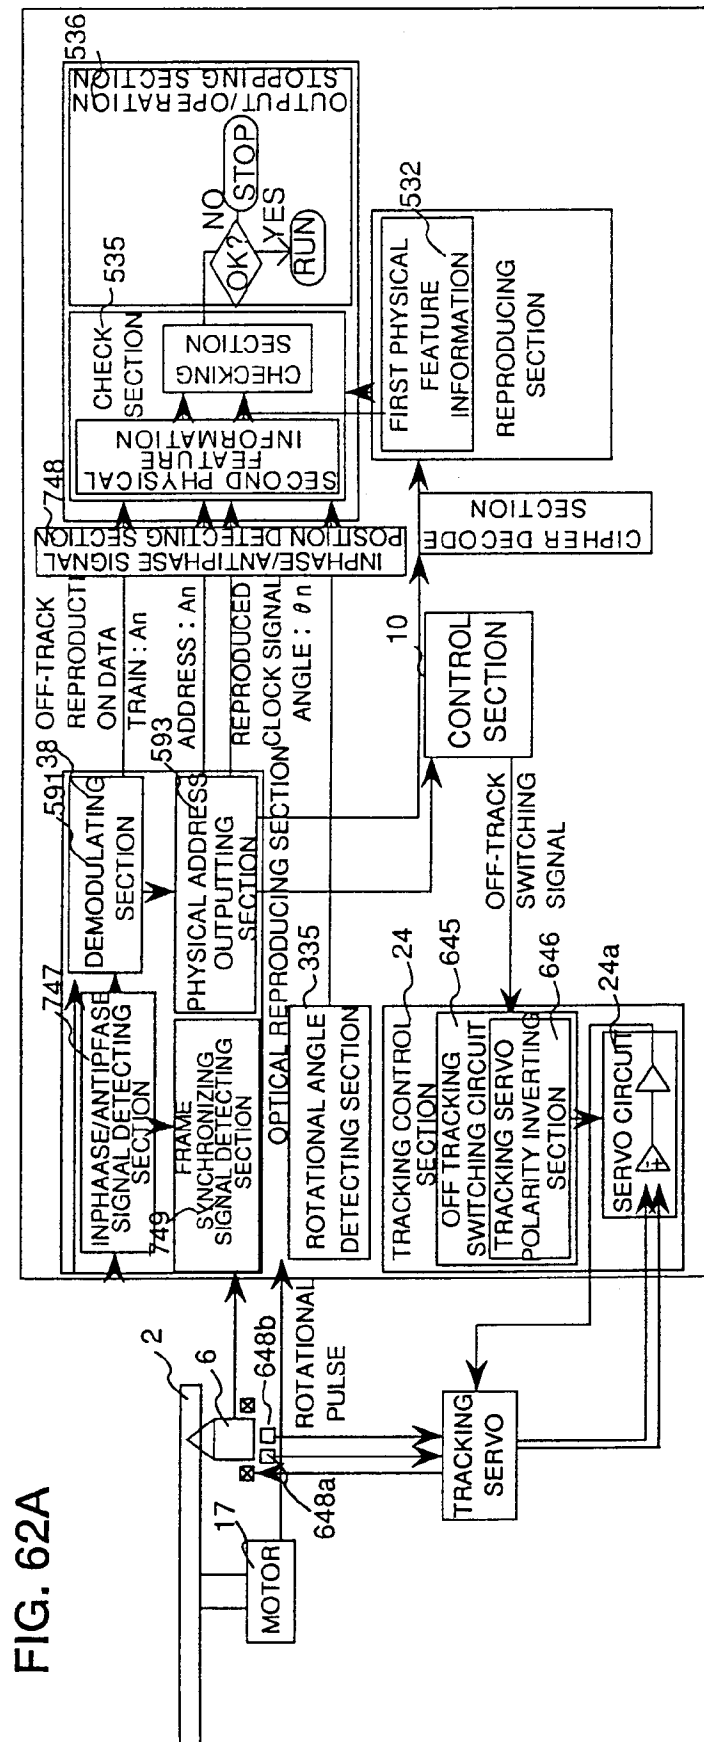 FIG. 62A
2
6
17
MOTOR
648a
648b
ROTATIONAL
PULSE
TRACKING
SERVO
747
INPHAASE/ANTIPFASE
SIGNAL DETECTING
SECTION
749
FRAME
SYNCHRONIZING
SIGNAL DETECTING
SECTION
59138
DEMODULATING
SECTION
593
PHYSICAL ADDRESS
OUTPUTTING
SECTION
OPTICAL REPRODUCING SECTION
335
ROTATIONAL ANGLE
DETECTING SECTION
24
TRACKING CONTROL
SECTION
645
OFF TRACKING
SWITCHING CIRCUIT
646
TRACKING SERVO
POLARITY INVERTING
SECTION
24a
SERVO CIRCUIT
+
OFF-TRACK
REPRODUCTI
ON DATA
TRAIN : An
ADDRESS : An
REPRODUCED
CLOCK SIGNAL
ANGLE : θn
748
INPHASE/ANTIPHASE SIGNAL
POSITION DETECTING SECTION
10
CONTROL
SECTION
OFF-TRACK
SWITCHING
SIGNAL
CIPHER DECODE
SECTION
CHECK
SECTION
535
SECOND PHYSICAL
FEATURE
INFORMATION
CHECKING
SECTION
536
OUTPUT/OPERATION
STOPPING SECTION
OK?
NO
STOP
YES
RUN
532
FIRST PHYSICAL
FEATURE
INFORMATION
REPRODUCING
SECTION